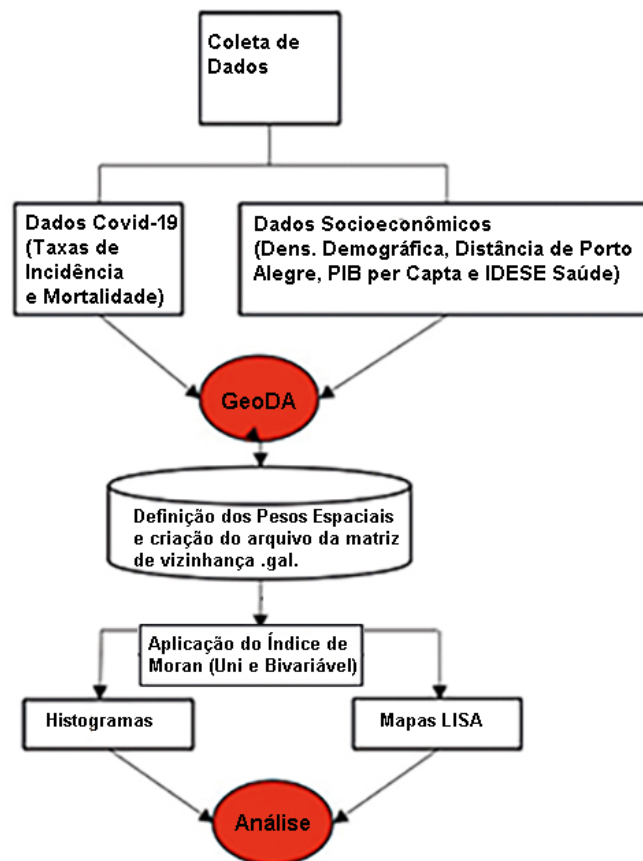 Coleta de
Dados
Dados Covid-19
(Taxas de
Incidência
e Mortalidade)
Dados Socioeconômicos
(Dens. Demográfica, Distância de Porto
Alegre, PIB per Capta e IDESE Saúde)
GeoDA
Definição dos Pesos Espaciais
e criação do arquivo da matriz
de vizinhança .gal.
Aplicação do Índice de
Moran (Uni e Bivariável)
Histogramas
Mapas LISA
Análise